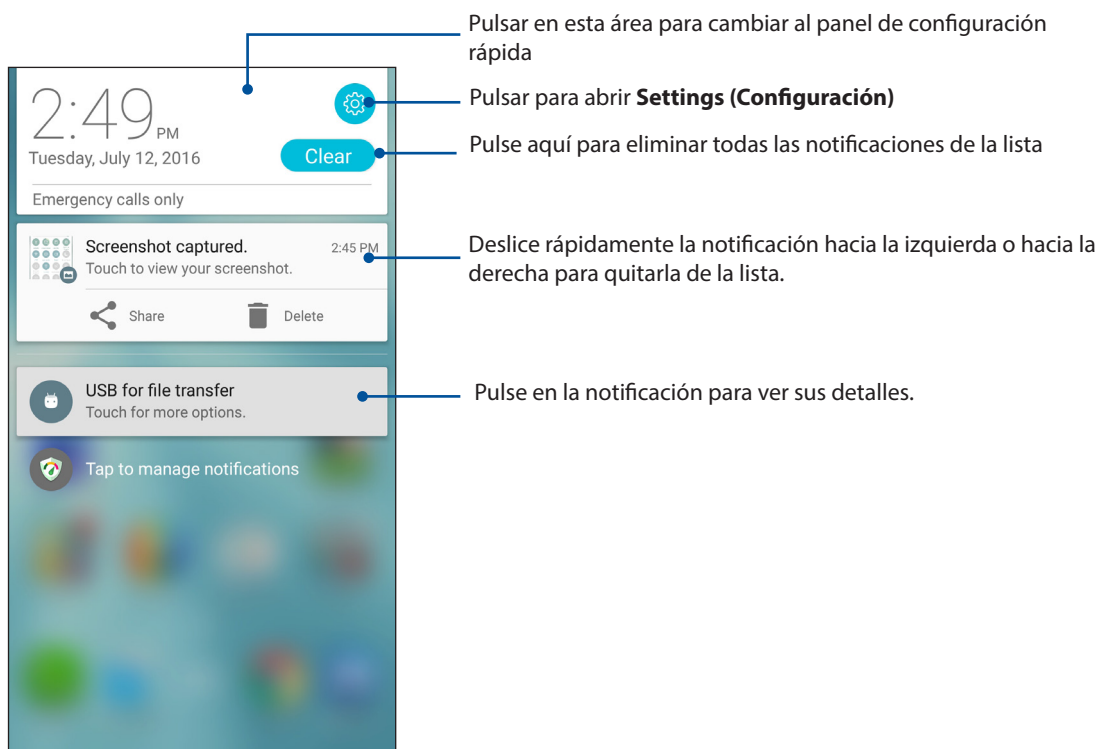 Pulsar en esta área para cambiar al panel de configuración
rápida
2:49 PM
Pulsar para abrir Settings (Configuración)
Tuesday, July 12, 2016
Clear
Pulse aquí para eliminar todas las notificaciones de la lista
Emergency calls only
Screenshot captured.
2:45 PM
Touch to view your screenshot.
Deslice rápidamente la notificación hacia la izquierda o hacia la
derecha para quitarla de la lista.
Share
Delete
USB for file transfer
Touch for more options.
Pulse en la notificación para ver sus detalles.
Tap to manage notifications